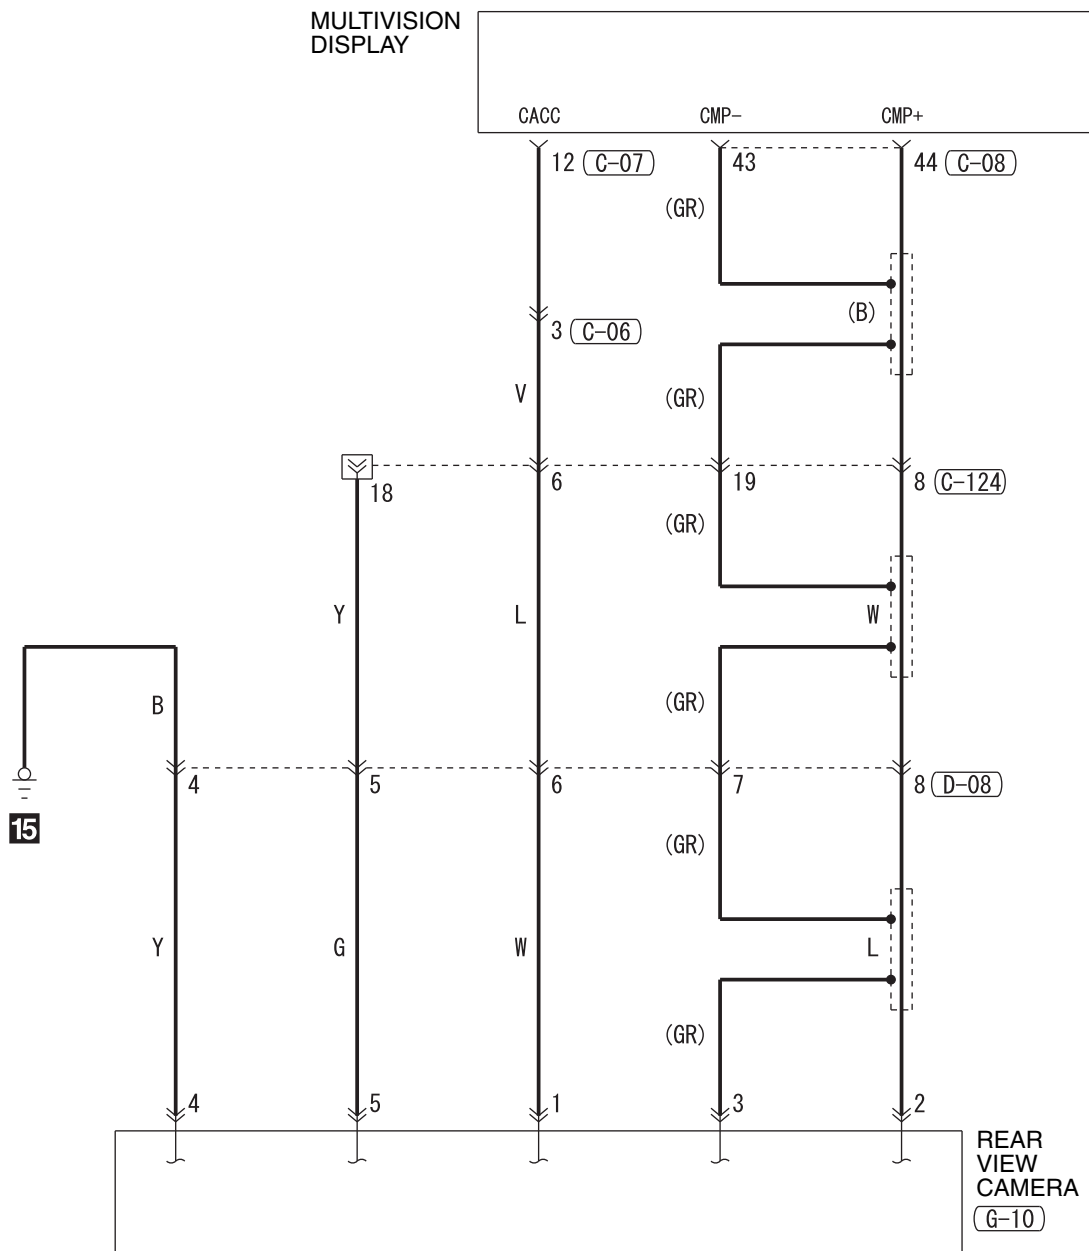 MULTIVISION
DISPLAY
CACC CMP- CMP+
12 C-07 43 44 C-08
(GR)
(B)
3 C-06
V (GR)
18 6 19 8 C-124
(GR)
Y L W
B (GR)
4 5 6 7 8 D-08
15
(GR)
Y G W L
(GR)
4 5 1 3 2
REAR
VIEW
CAMERA
G-10